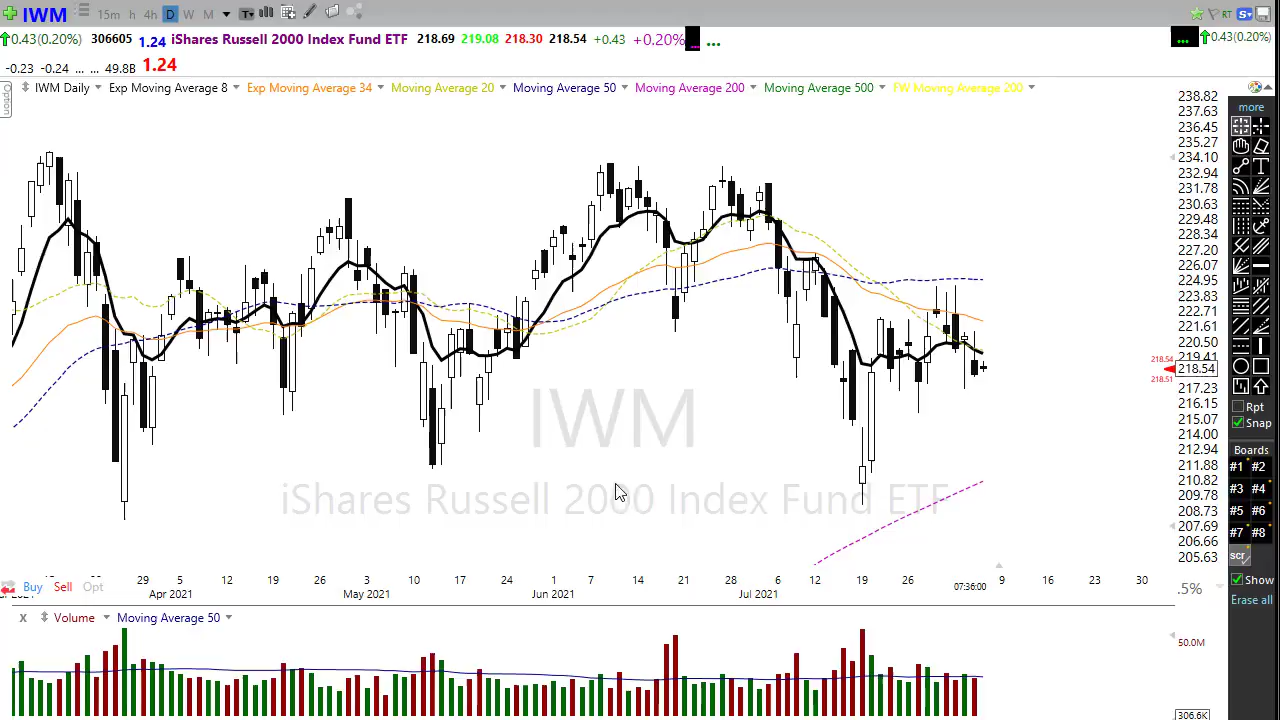 IWM 15m h 4h D W M T
RT S
0.43(0.20%) 306605 1.24 iShares Russell 2000 Index Fund ETF 218.69 219.08 218.30 218.54 +0.43 +0.20% ... ... ... 0.43(0.20%)
-0.23 -0.24 ... ... 49.8B 1.24
Option
IWM Daily Exp Moving Average 8 Exp Moving Average 34 Moving Average 20 Moving Average 50 Moving Average 200 Moving Average 500 FW Moving Average 200
238.82
237.63
236.45
235.27
234.10
232.94
231.78
230.63
229.48
228.34
227.20
226.07
224.95
223.83
222.71
221.61
220.50
219.41
218.54
218.54
218.51
217.23
216.15
215.07
214.00
212.94
211.88
210.82
209.78
208.73
207.69
206.66
205.63
more
Rpt
Snap
Boards
#1 #2
#3 #4
#5 #6
#7 #8
scr
Show
Erase all
IWM
iShares Russell 2000 Index Fund ETF
29 5 12 19 26 3 10 17 24 1 7 14 21 28 6 12 19 26 07:36:00 9 16 23 30
Apr 2021 May 2021 Jun 2021 Jul 2021
Buy Sell Opt
.5%
X Volume Moving Average 50
50.0M
306.6K